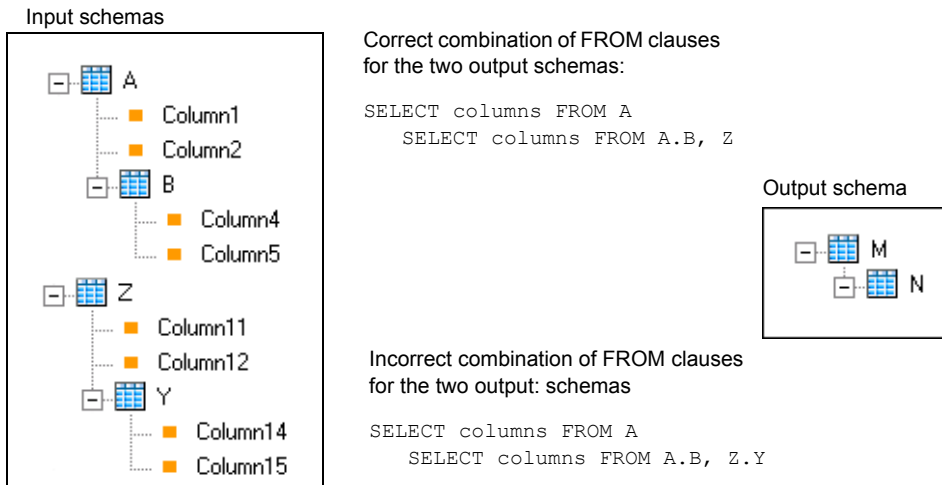 Input schemas
A
Column1
Column2
B
Column4
Column5
Z
Column11
Column12
Y
Column14
Column15
Correct combination of FROM clauses
for the two output schemas:
SELECT columns FROM A
SELECT columns FROM A.B, Z
Output schema
M
N
Incorrect combination of FROM clauses
for the two output: schemas
SELECT columns FROM A
SELECT columns FROM A.B, Z.Y